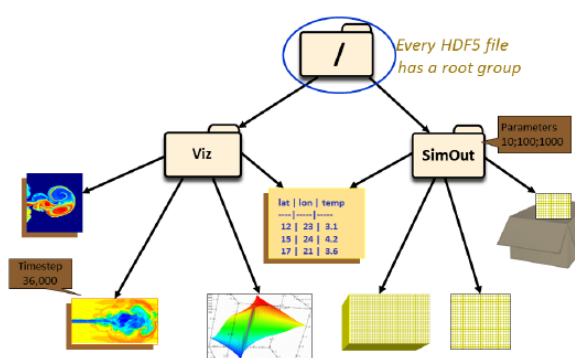 /
Every HDF5 file
has a root group
Viz
SimOut
Parameters
10;100;1000
lat | lon | temp
----|-----|-----
12 | 23 | 3.1
15 | 24 | 4.2
17 | 21 | 3.6
Timestep
36,000